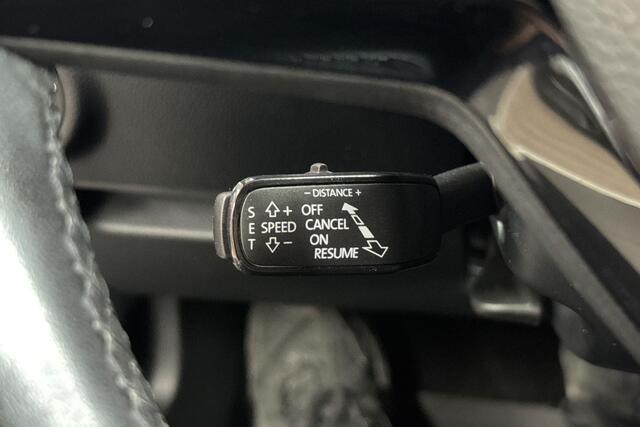 - DISTANCE +
S + OFF
E SPEED CANCEL
T - ON
RESUME